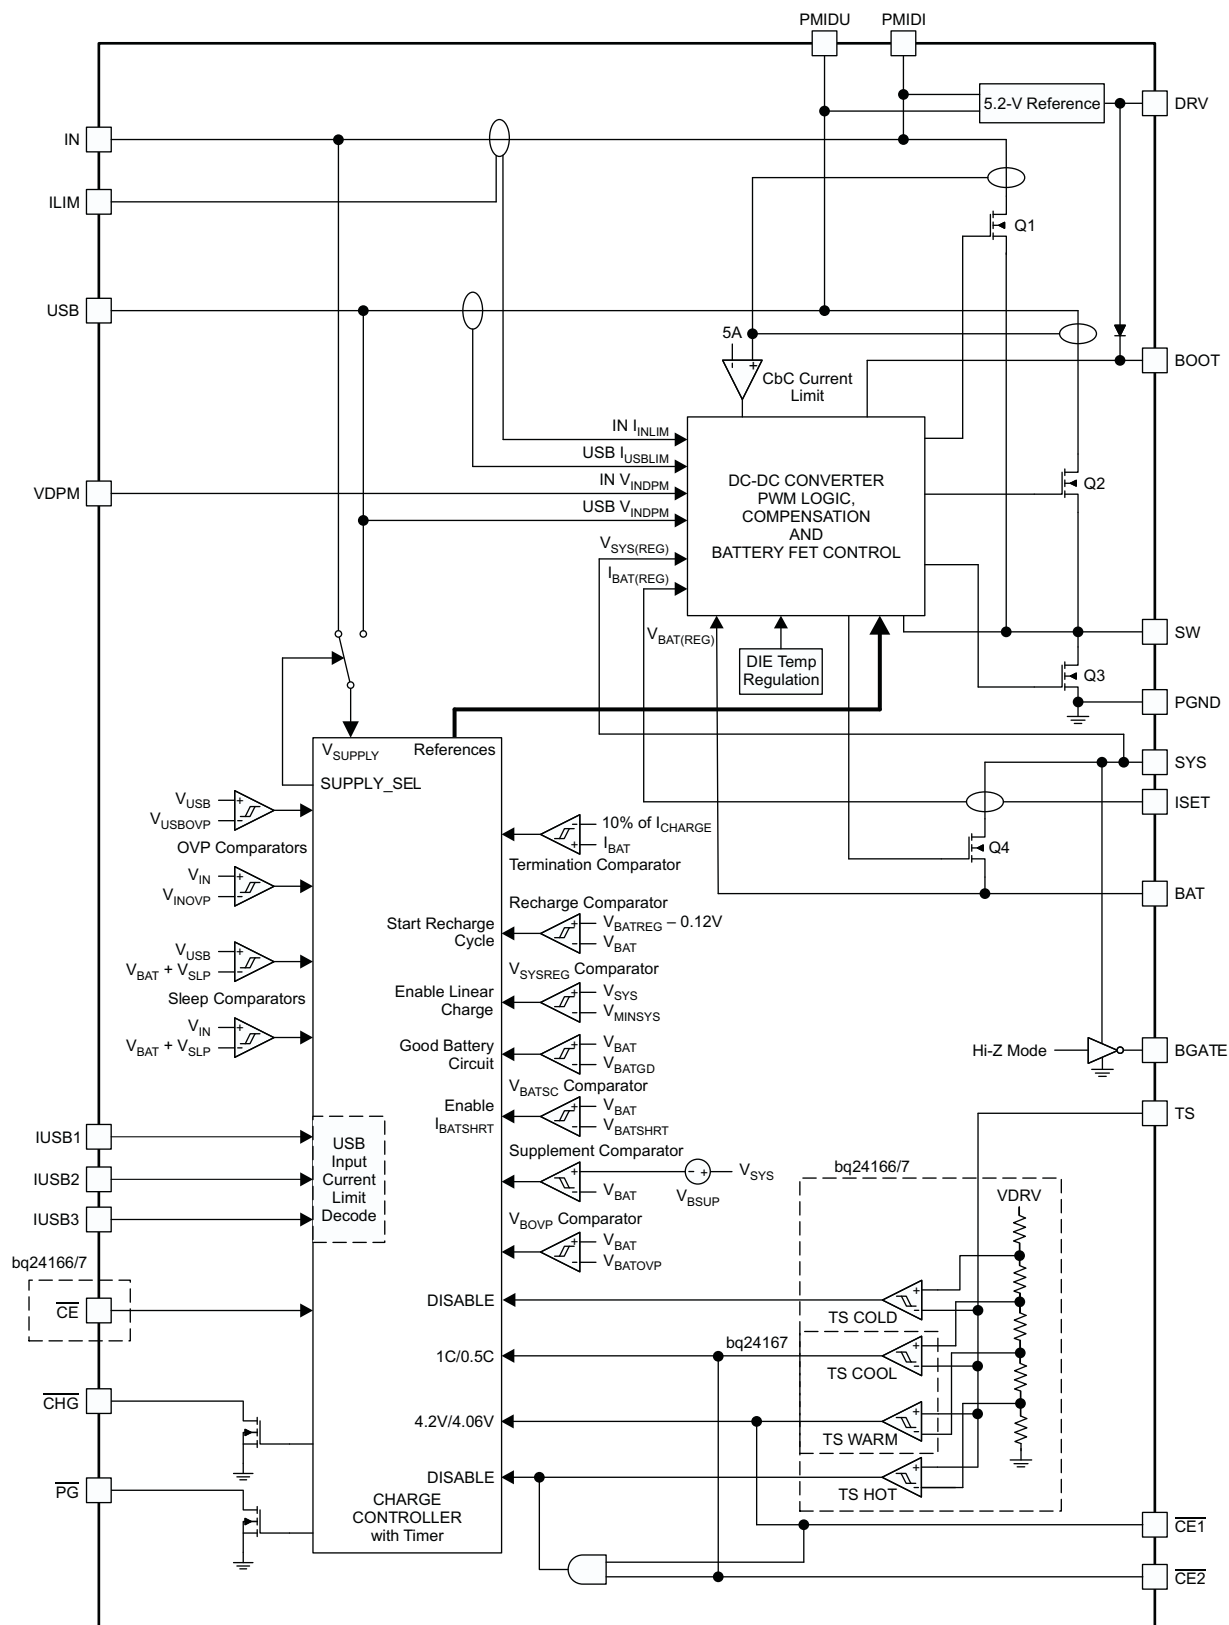 PMIDU PMIDI
5.2-V Reference
DRV
IN
ILIM
Q1
USB
5A
- +
CbC Current
Limit
BOOT
IN I_INLIM
USB I_USBLIM
IN V_INDPM
USB V_INDPM
V_SYS(REG)
I_BAT(REG)
V_BAT(REG)
VDPM
DC-DC CONVERTER
PWM LOGIC,
COMPENSATION
AND
BATTERY FET CONTROL
Q2
DIE Temp
Regulation
SW
Q3
PGND
SYS
ISET
Q4
BAT
V_SUPPLY
References
SUPPLY_SEL
V_USB +
V_USBOVP -
OVP Comparators
V_IN +
V_INOVP -
V_USB +
V_BAT + V_SLP -
Sleep Comparators
V_IN +
V_BAT + V_SLP -
- 10% of I_CHARGE
+ I_BAT
Termination Comparator
Recharge Comparator
Start Recharge
Cycle
+ V_BATREG – 0.12V
- V_BAT
V_SYSREG Comparator
Enable Linear
Charge
+ V_SYS
- V_MINSYS
Good Battery
Circuit
+ V_BAT
- V_BATGD
V_BATSC Comparator
Enable
I_BATSHRT
+ V_BAT
- V_BATSHRT
Supplement Comparator
+
- V_BAT
- +
V_BSUP
V_SYS
V_BOVP Comparator
+ V_BAT
- V_BATOVP
Hi-Z Mode
BGATE
TS
IUSB1
IUSB2
IUSB3
USB
Input
Current
Limit
Decode
bq24166/7
CE
CHG
PG
bq24166/7
VDRV
DISABLE
+
-
TS COLD
bq24167
1C/0.5C
+
-
TS COOL
4.2V/4.06V
+
-
TS WARM
DISABLE
+
-
TS HOT
CHARGE
CONTROLLER
with Timer
CE1
CE2